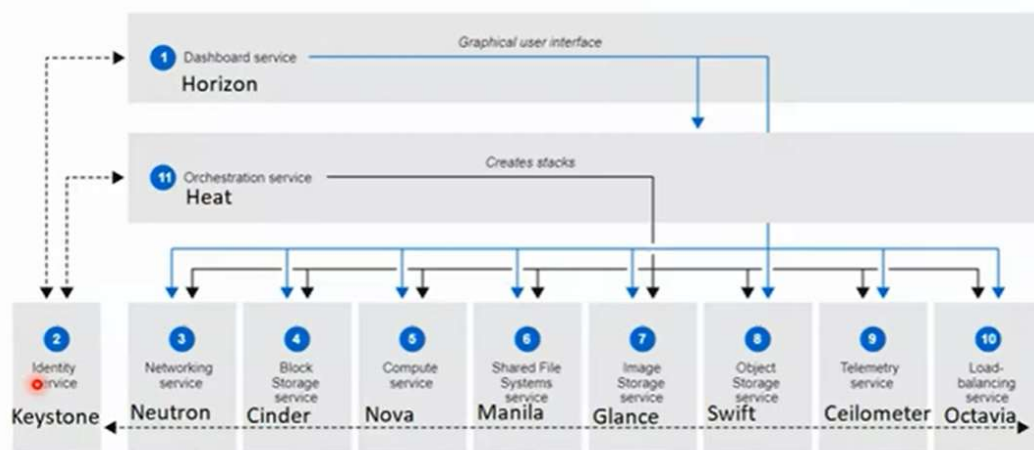 Graphical user interface
1 Dashboard service
Horizon
Creates stacks
11 Orchestration service
Heat
2
Identity
Keystone
3
Networking
service
Neutron
4
Block
Storage
service
Cinder
5
Compute
service
Nova
6
Shared File
Systems
service
Manila
7
Image
Storage
service
Glance
8
Object
Storage
service
Swift
9
Telemetry
service
Ceilometer
10
Load-
balancing
service
Octavia